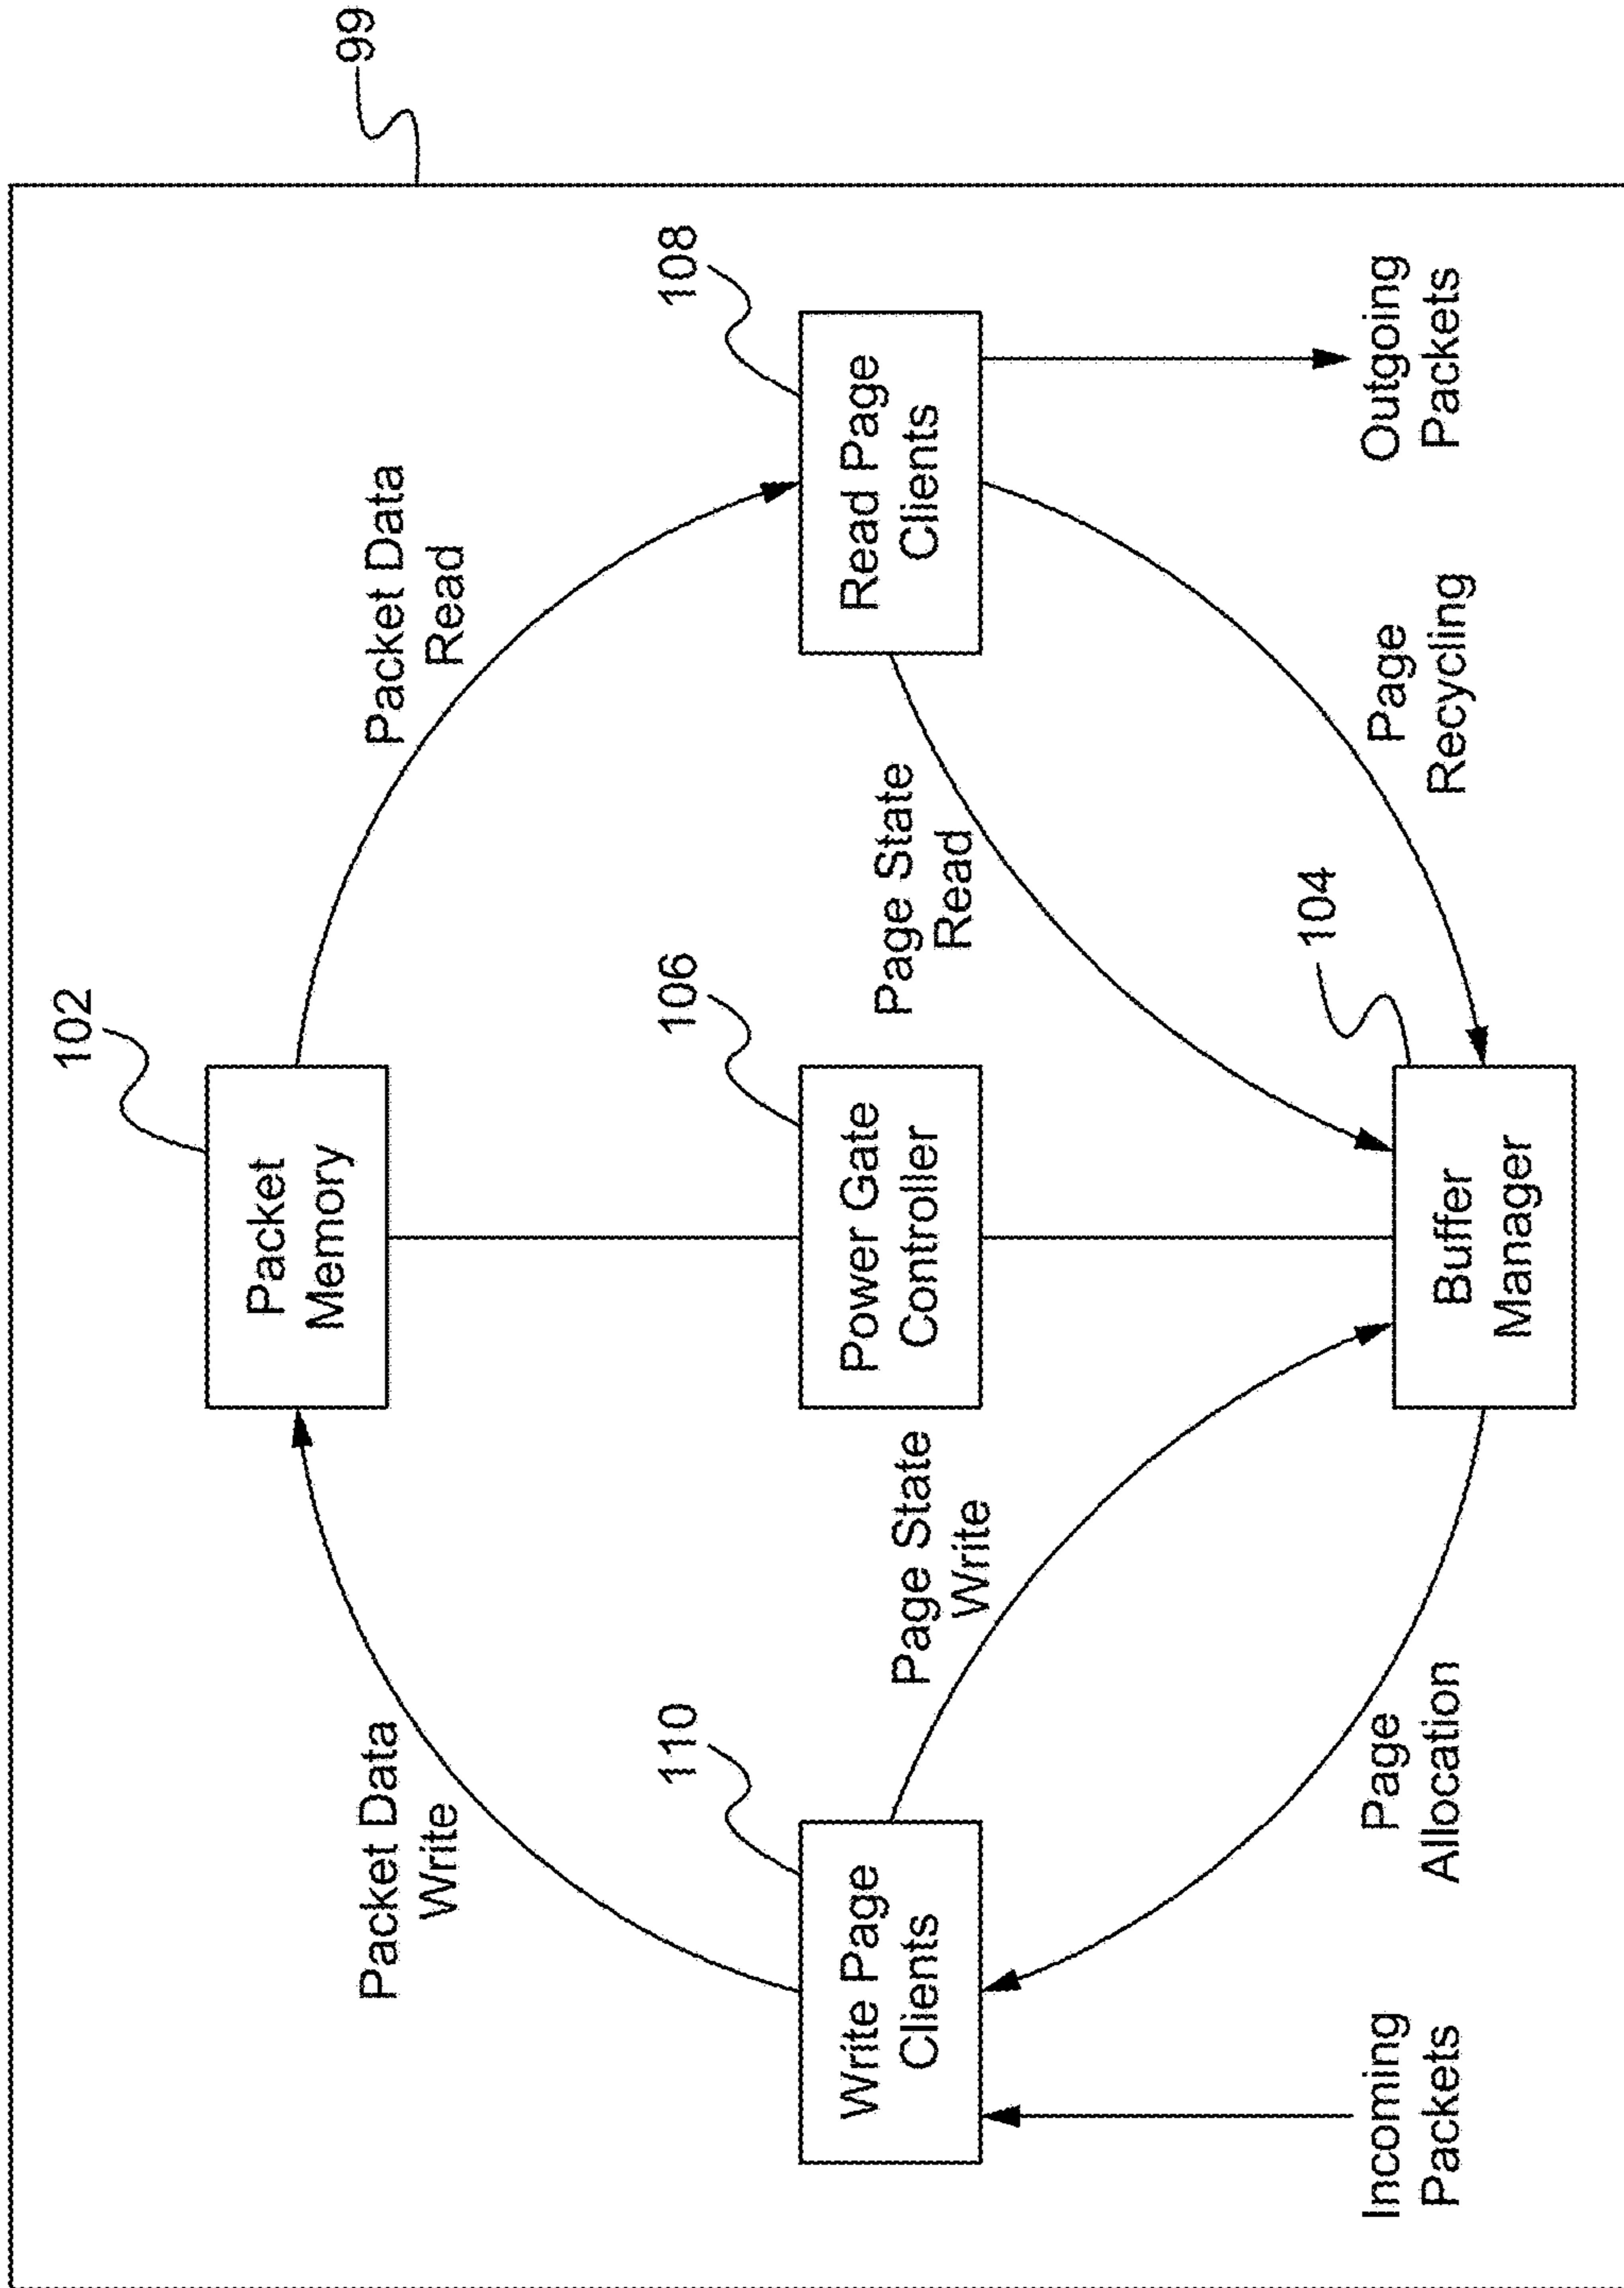 99
102
Packet
Memory
Packet Data
Write
Packet Data
Read
110
Write Page
Clients
106
Power Gate
Controller
108
Read Page
Clients
Page State
Write
Page State
Read
104
Incoming
Packets
Page
Allocation
Buffer
Manager
Page
Recycling
Outgoing
Packets